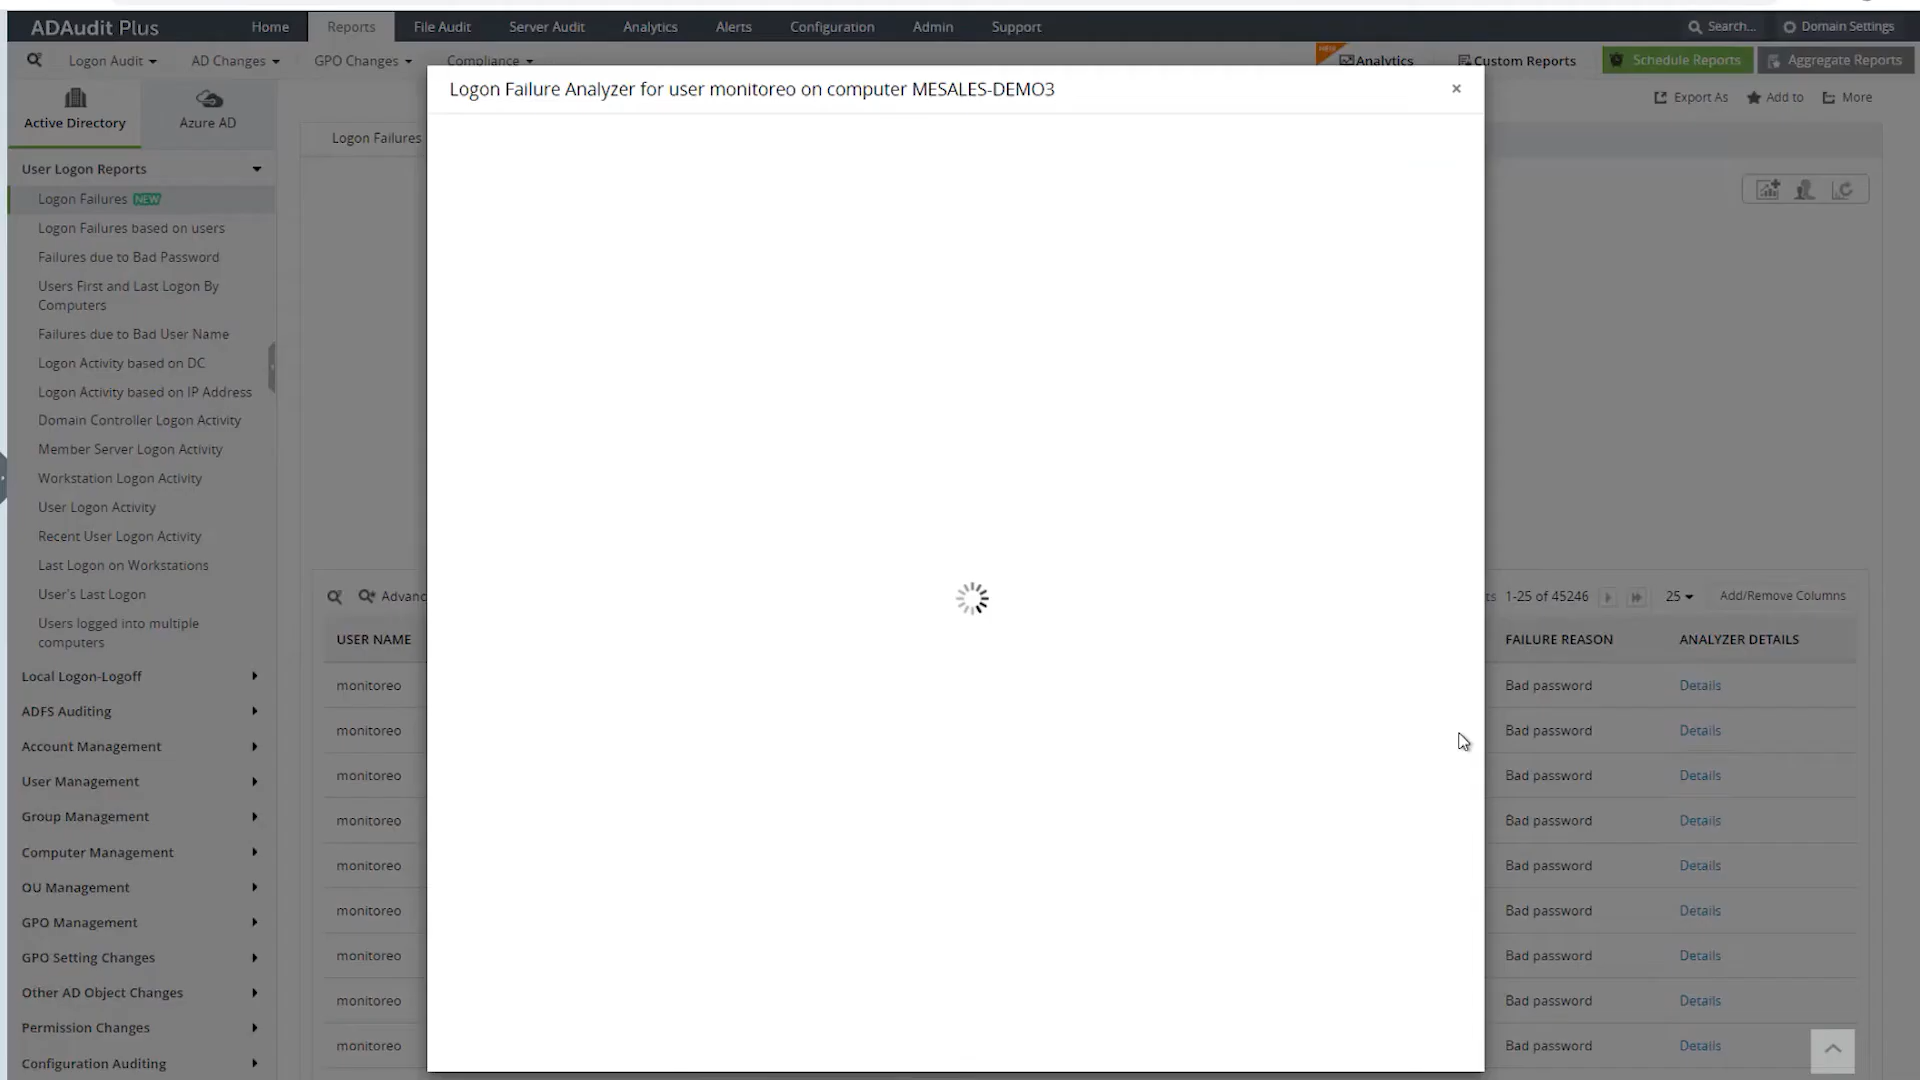 ADAudit Plus
Home
Reports
File Audit
Server Audit
Analytics
Alerts
Configuration
Admin
Support
Search...
Domain Settings
Logon Audit
AD Changes
GPO Changes
Compliance
NEW
Analytics
Custom Reports
Schedule Reports
Aggregate Reports
Active Directory
Azure AD
Export As
Add to
More
Logon Failure Analyzer for user monitoreo on computer MESALES-DEMO3
×
Logon Failures
User Logon Reports
Logon Failures NEW
Logon Failures based on users
Failures due to Bad Password
Users First and Last Logon By
Computers
Failures due to Bad User Name
Logon Activity based on DC
Logon Activity based on IP Address
Domain Controller Logon Activity
Member Server Logon Activity
Workstation Logon Activity
User Logon Activity
Recent User Logon Activity
Last Logon on Workstations
User's Last Logon
Users logged into multiple
computers
Local Logon-Logoff
ADFS Auditing
Account Management
User Management
Group Management
Computer Management
OU Management
GPO Management
GPO Setting Changes
Other AD Object Changes
Permission Changes
Configuration Auditing
1-25 of 45246
25
Add/Remove Columns
USER NAME
FAILURE REASON
ANALYZER DETAILS
monitoreo
Bad password
Details
monitoreo
Bad password
Details
monitoreo
Bad password
Details
monitoreo
Bad password
Details
monitoreo
Bad password
Details
monitoreo
Bad password
Details
monitoreo
Bad password
Details
monitoreo
Bad password
Details
monitoreo
Bad password
Details